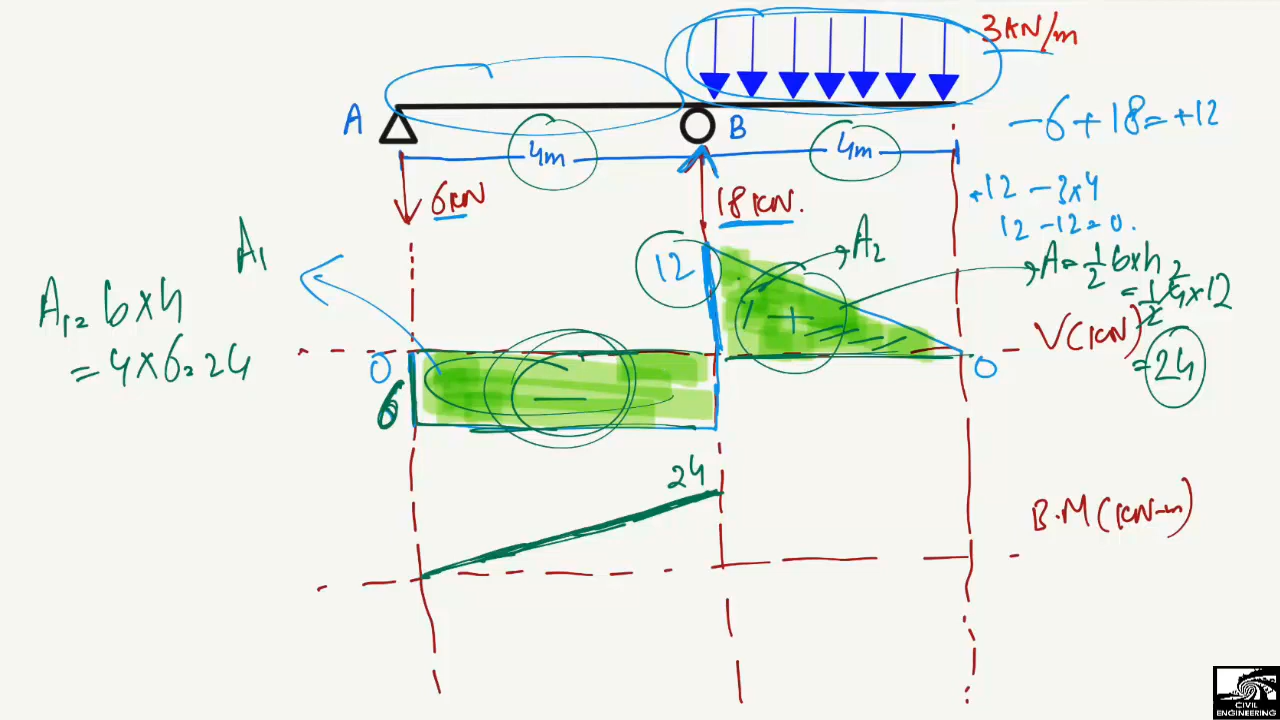 3KN/m
A
B
4m
4m
-6+18=+12
6KN
18KN.
+12 - 3x4
12 -12=0.
A1
12
A2
A=1/2 bxh
=1/2 4x12
=24
A1= bxh
=4x6=24
V(KN)
0
0
6
+
−
24
B.M(KN-m)
CIVIL
ENGINEERING